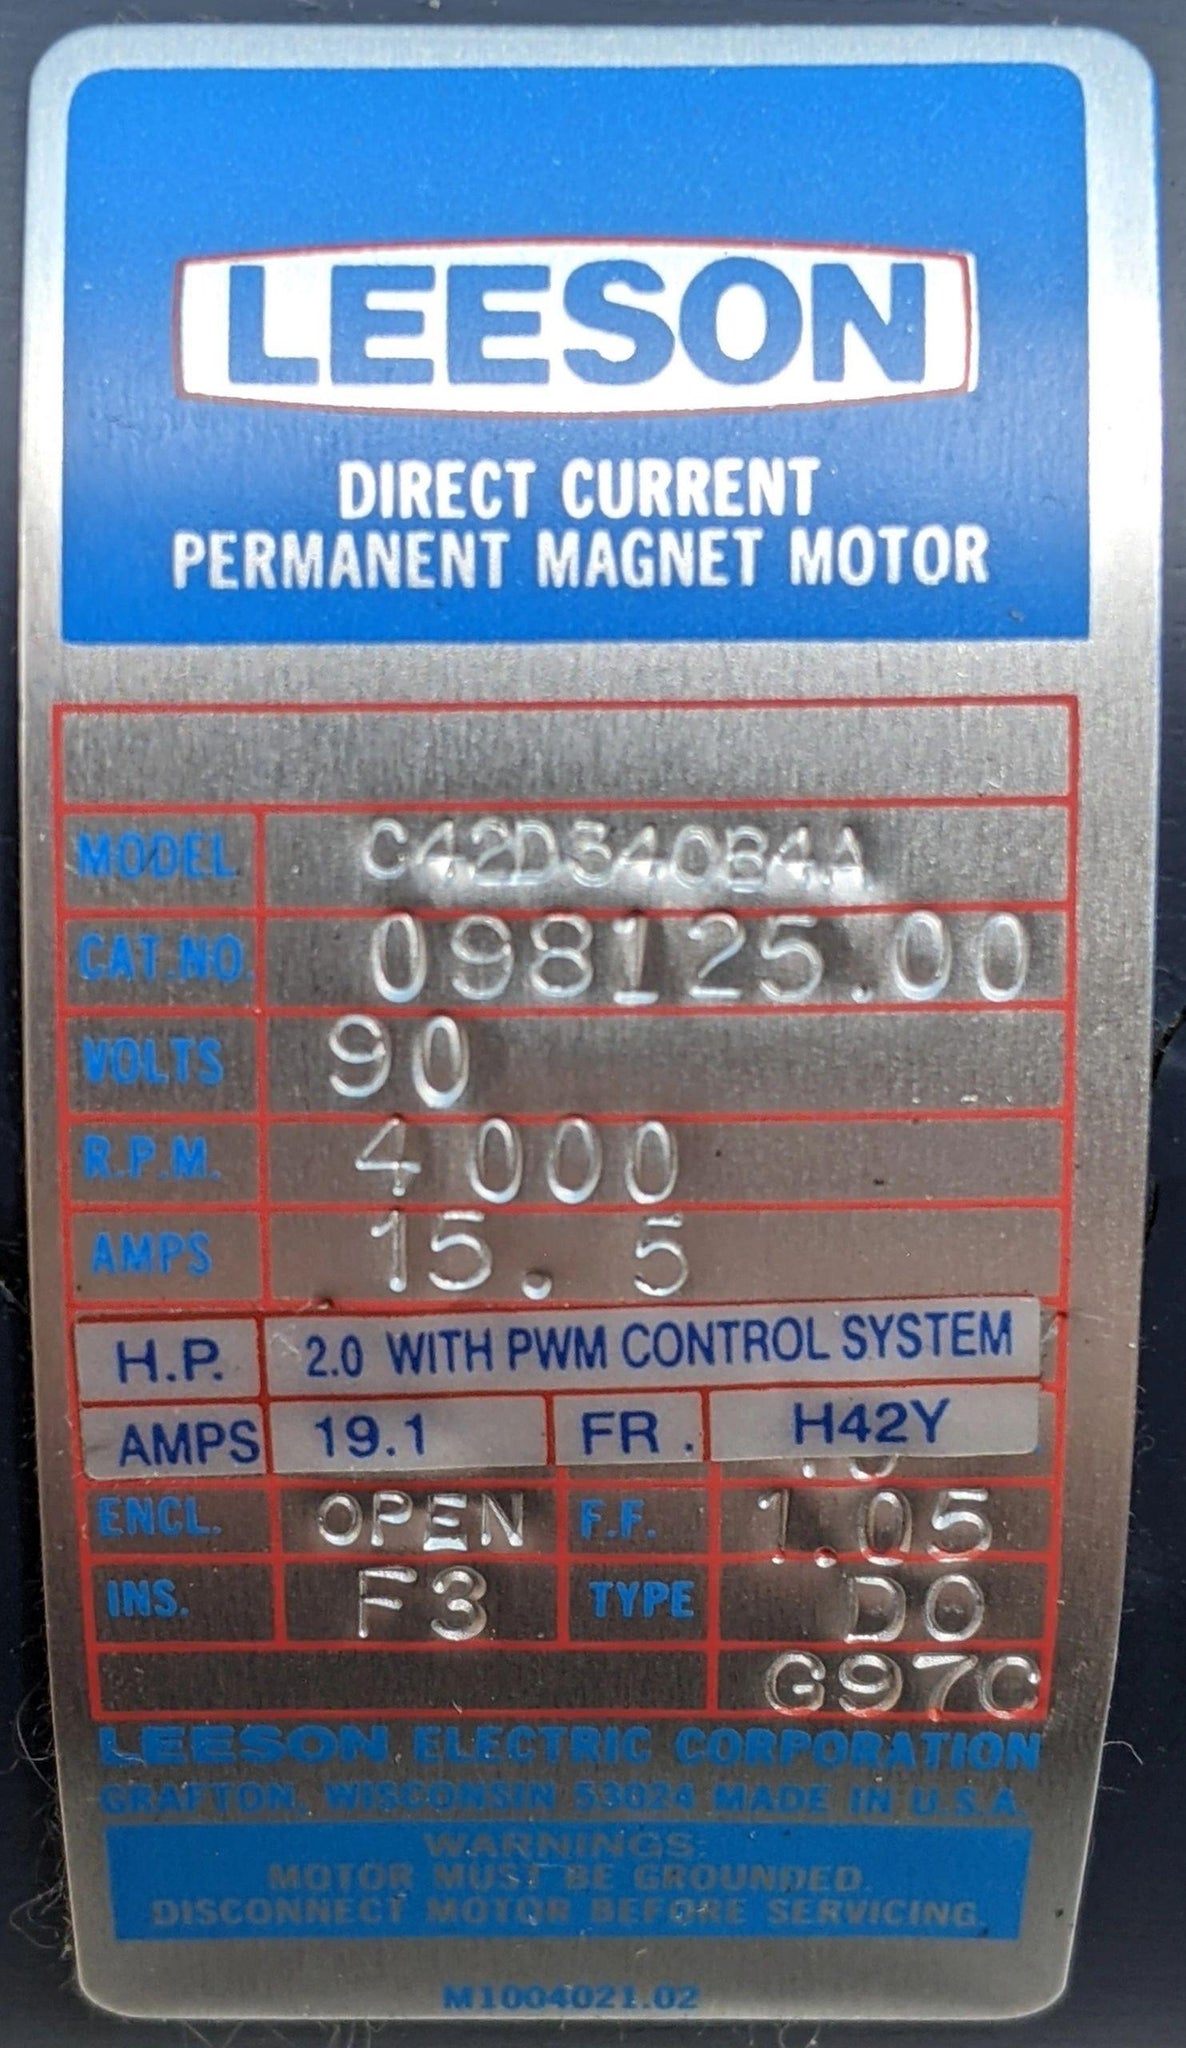 LEESON
DIRECT CURRENT
PERMANENT MAGNET MOTOR
MODEL C42D34OB4A
CAT.NO. 098125.00
VOLTS 90
R.P.M. 4000
AMPS 15.5
H.P. 2.0 WITH PWM CONTROL SYSTEM
AMPS 19.1 FR. H42Y
ENCL. OPEN F.F. 1.05
INS. F3 TYPE DO
G97C
LEESON ELECTRIC CORPORATION
GRAFTON, WISCONSIN 53024 MADE IN U.S.A.
WARNINGS:
MOTOR MUST BE GROUNDED.
DISCONNECT MOTOR BEFORE SERVICING.
M1004021.02